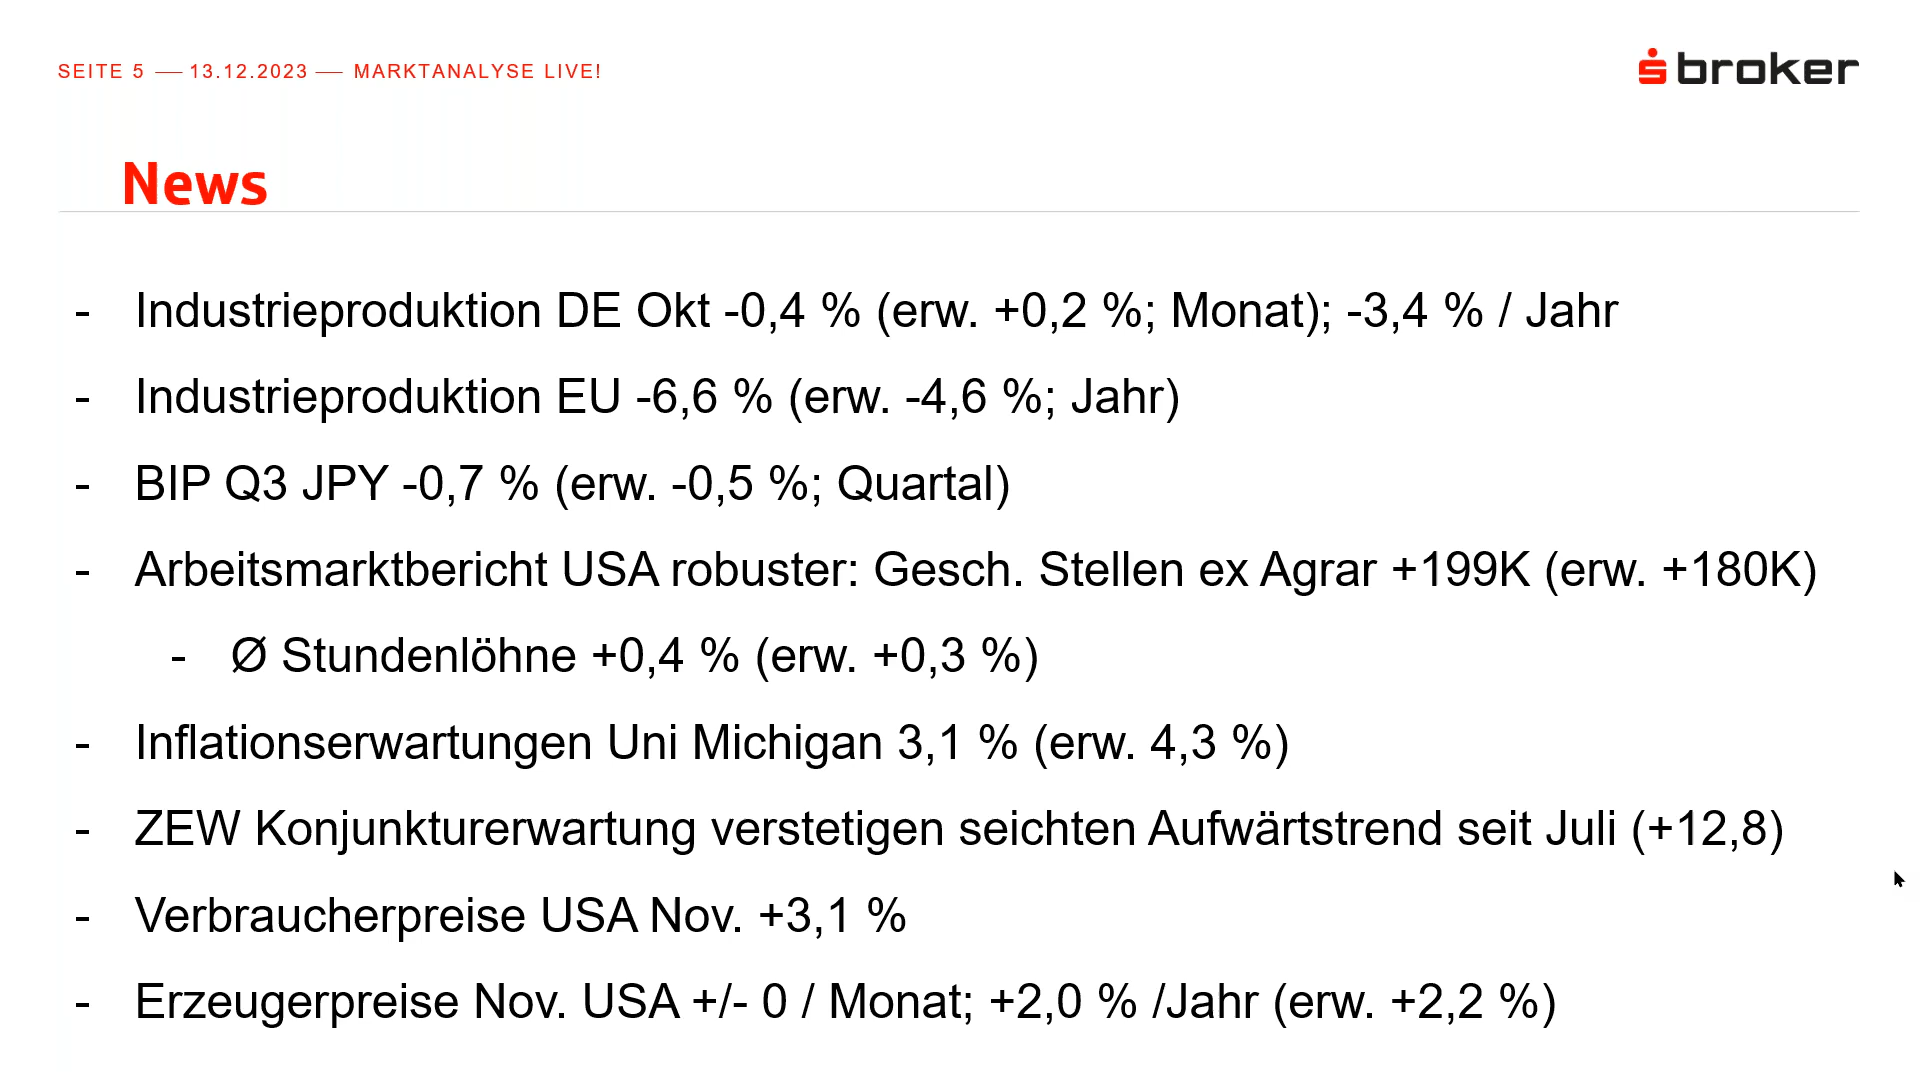 SEITE 5 — 13.12.2023 — MARKTANALYSE LIVE!
broker
News
- Industrieproduktion DE Okt -0,4 % (erw. +0,2 %; Monat); -3,4 % / Jahr
- Industrieproduktion EU -6,6 % (erw. -4,6 %; Jahr)
- BIP Q3 JPY -0,7 % (erw. -0,5 %; Quartal)
- Arbeitsmarktbericht USA robuster: Gesch. Stellen ex Agrar +199K (erw. +180K)
- Ø Stundenlöhne +0,4 % (erw. +0,3 %)
- Inflationserwartungen Uni Michigan 3,1 % (erw. 4,3 %)
- ZEW Konjunkturerwartung verstetigen seichten Aufwärtstrend seit Juli (+12,8)
- Verbraucherpreise USA Nov. +3,1 %
- Erzeugerpreise Nov. USA +/- 0 / Monat; +2,0 % /Jahr (erw. +2,2 %)